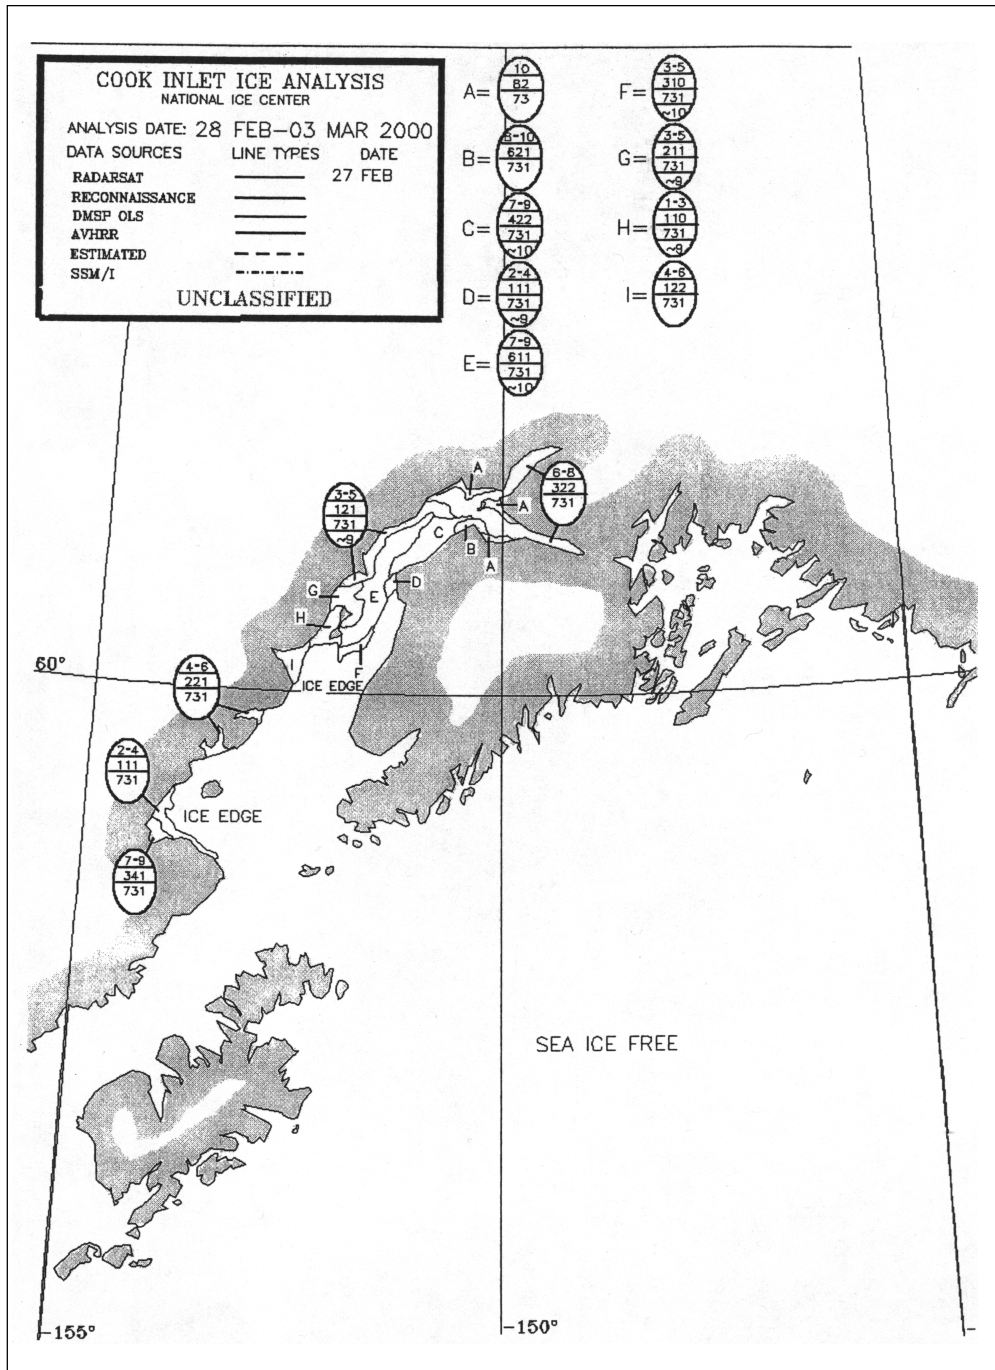 COOK INLET ICE ANALYSIS
NATIONAL ICE CENTER
ANALYSIS DATE: 28 FEB-03 MAR 2000
DATA SOURCES LINE TYPES DATE
RADARSAT 27 FEB
RECONNAISSANCE
DMSP OLS
AVHRR
ESTIMATED
SSM/I
UNCLASSIFIED
A=
10
82
73
B=
8-10
621
731
C=
7-9
422
731
~10
D=
2-4
111
731
~9
E=
7-9
611
731
~10
F=
3-5
310
731
~10
G=
3-5
211
731
~9
H=
1-3
110
731
~9
I=
4-6
122
731
A
6-8
322
731
3-5
121
731
~9
A
C
B
A
G
E
D
H
I
F
60°
ICE EDGE
4-6
221
731
2-4
111
731
ICE EDGE
7-9
341
731
SEA ICE FREE
-155°
-150°